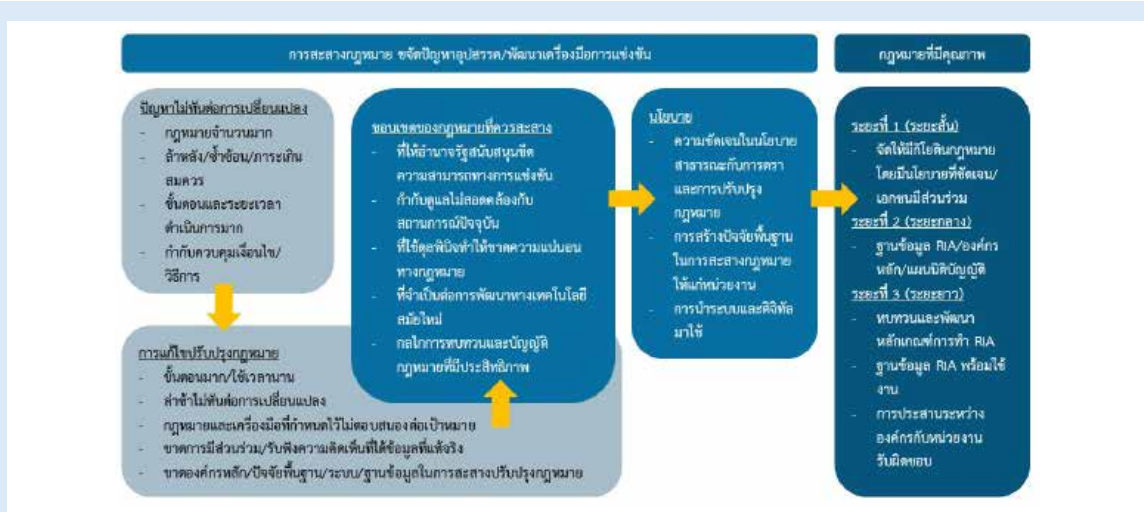 การสะสางกฎหมาย ขจัดปัญหาอุปสรรค/พัฒนาเครื่องมือการแข่งขัน
กฎหมายที่มีคุณภาพ
ปัญหาไม่ทันต่อการเปลี่ยนแปลง
- กฎหมายจำนวนมาก
- ล้าหลัง/ซ้ำซ้อน/ภาระเกิน
สมควร
- ขั้นตอนและระยะเวลา
ดำเนินการมาก
- กำกับควบคุมเงื่อนไข/
วิธีการ
การแก้ไขปรับปรุงกฎหมาย
- ขั้นตอนมาก/ใช้เวลานาน
- ล่าช้าไม่ทันต่อการเปลี่ยนแปลง
- กฎหมายและเครื่องมือที่กำหนดไว้ไม่ตอบสนองต่อเป้าหมาย
- ขาดการมีส่วนร่วม/รับฟังความคิดเห็นที่ได้ข้อมูลที่แท้จริง
- ขาดองค์กรหลัก/ปัจจัยพื้นฐาน/ระบบ/ฐานข้อมูลในการสะสางปรับปรุงกฎหมาย
ขอบเขตของกฎหมายที่ควรสะสาง
- ที่ให้อำนาจรัฐสนับสนุนขีด
ความสามารถทางการแข่งขัน
- กำกับดูแลไม่สอดคล้องกับ
สถานการณ์ปัจจุบัน
- ที่ใช้ดุลพินิจทำให้ขาดความแน่นอน
ทางกฎหมาย
- ที่จำเป็นต่อการพัฒนาทางเทคโนโลยี
สมัยใหม่
- กลไกการทบทวนและบัญญัติ
กฎหมายที่มีประสิทธิภาพ
นโยบาย
- ความชัดเจนในนโยบาย
สาธารณะกับการตรา
และการปรับปรุง
กฎหมาย
- การสร้างปัจจัยพื้นฐาน
ในการสะสางกฎหมาย
ให้แก่หน่วยงาน
- การนำระบบและดิจิทัล
มาใช้
ระยะที่ 1 (ระยะสั้น)
- จัดให้มีกิโยตินกฎหมาย
โดยมีนโยบายที่ชัดเจน/
เอกชนมีส่วนร่วม
ระยะที่ 2 (ระยะกลาง)
- ฐานข้อมูล RIA/องค์กร
หลัก/แผนนิติบัญญัติ
ระยะที่ 3 (ระยะยาว)
- ทบทวนและพัฒนา
หลักเกณฑ์การทำ RIA
- ฐานข้อมูล RIA พร้อมใช้
งาน
- การประสานระหว่าง
องค์กรกับหน่วยงาน
รับผิดชอบ